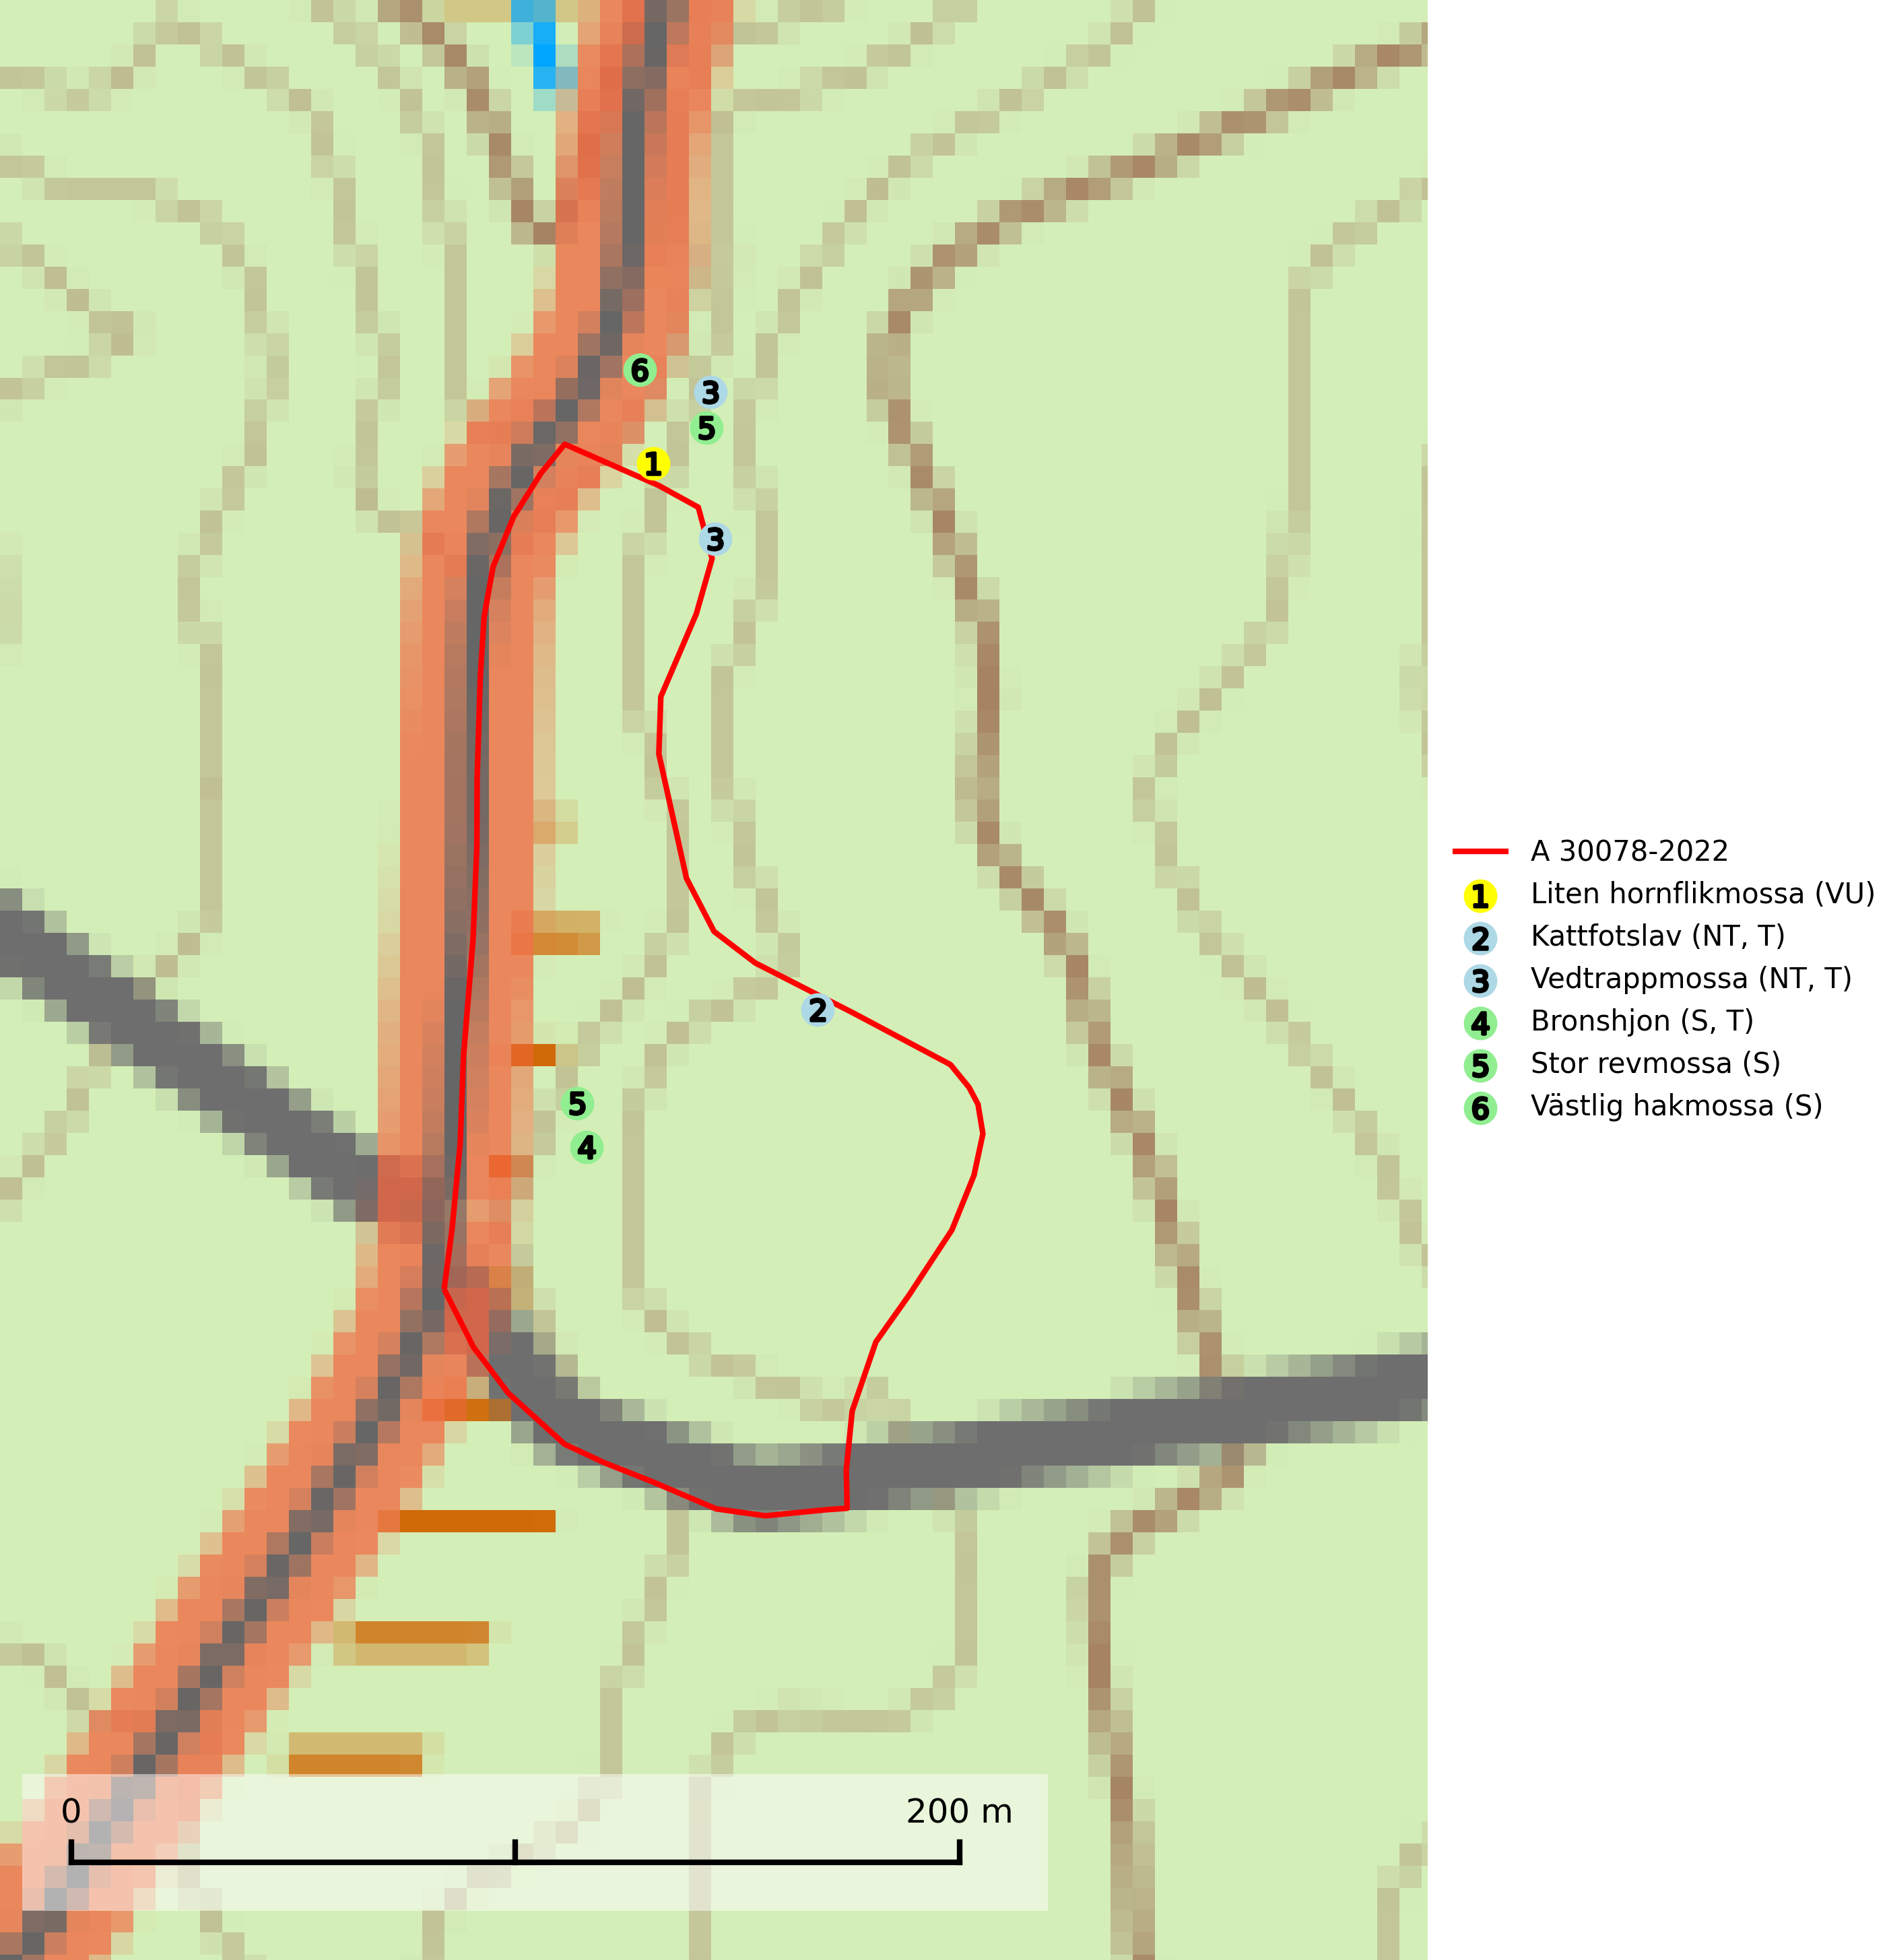 6
3
5
1
3
2
5
4
A 30078-2022
1 Liten hornflikmossa (VU)
2 Kattfotslav (NT, T)
3 Vedtrappmossa (NT, T)
4 Bronshjon (S, T)
5 Stor revmossa (S)
6 Västlig hakmossa (S)
0 200 m